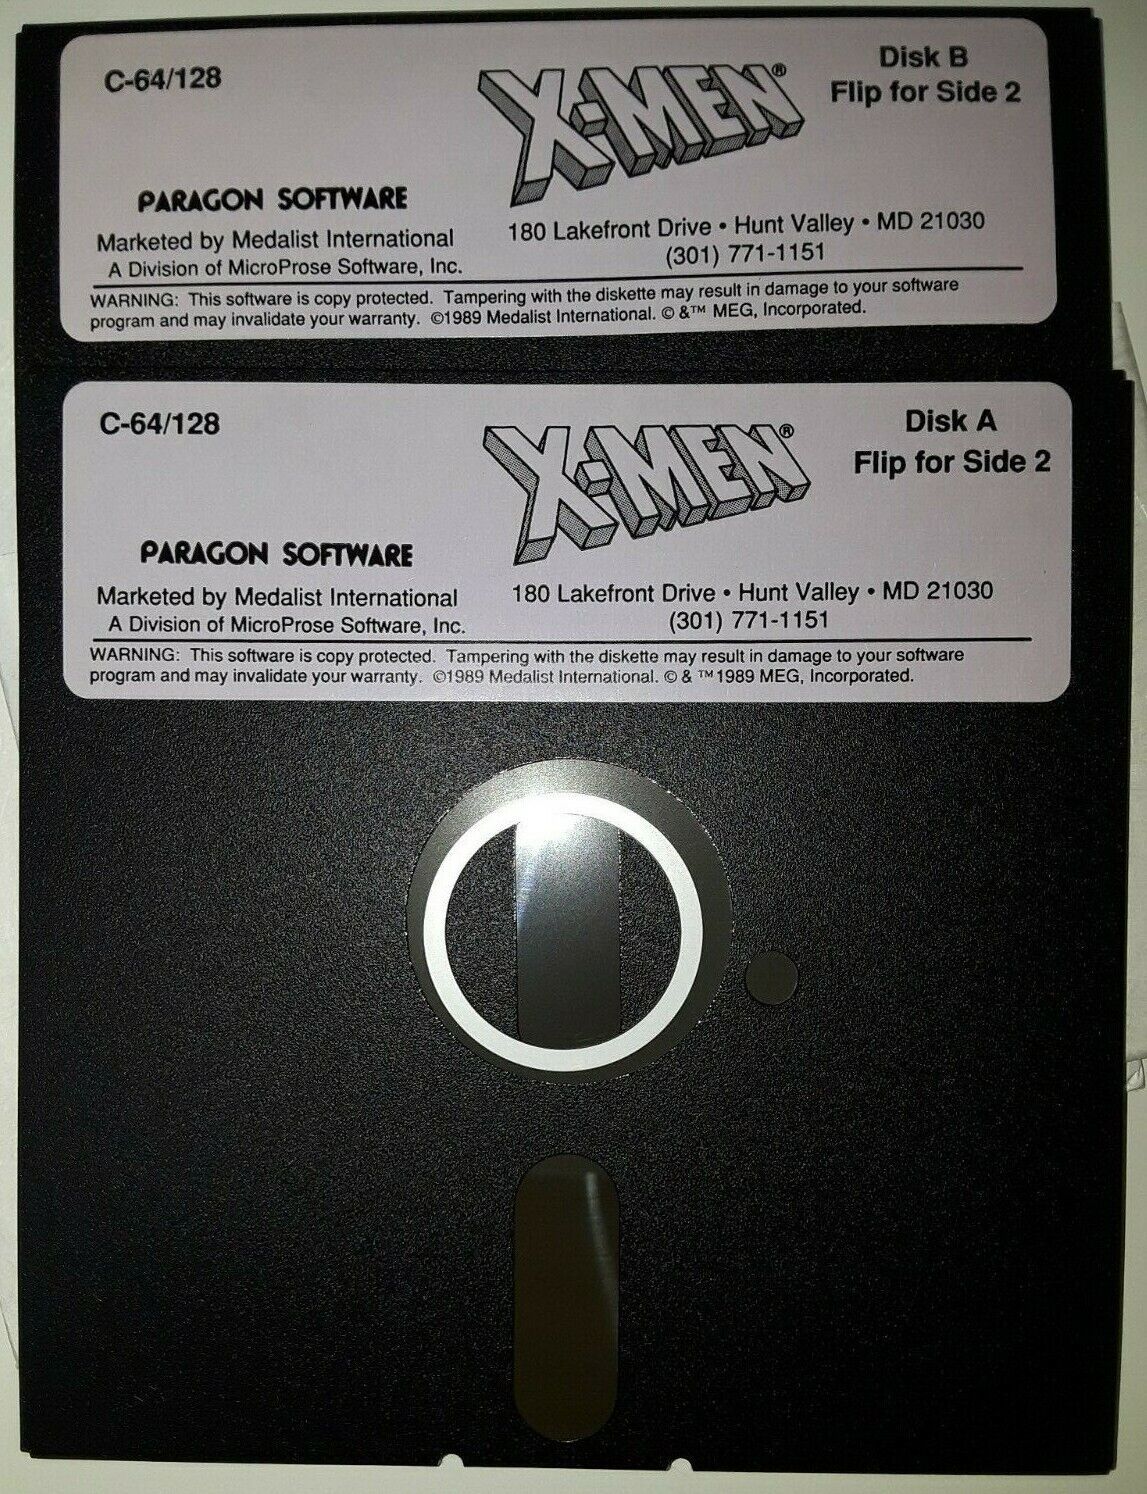 C-64/128
X-MEN®
Disk B
Flip for Side 2
PARAGON SOFTWARE
Marketed by Medalist International
A Division of MicroProse Software, Inc.
180 Lakefront Drive • Hunt Valley • MD 21030
(301) 771-1151
WARNING: This software is copy protected. Tampering with the diskette may result in damage to your software
program and may invalidate your warranty. ©1989 Medalist International. © &™ MEG, Incorporated.
C-64/128
X-MEN®
Disk A
Flip for Side 2
PARAGON SOFTWARE
Marketed by Medalist International
A Division of MicroProse Software, Inc.
180 Lakefront Drive • Hunt Valley • MD 21030
(301) 771-1151
WARNING: This software is copy protected. Tampering with the diskette may result in damage to your software
program and may invalidate your warranty. ©1989 Medalist International. © & ™1989 MEG, Incorporated.